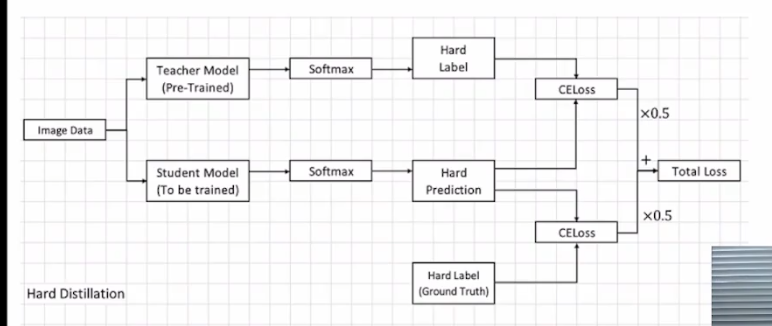 Hard
Label
Teacher Model
(Pre-Trained)
Softmax
CELoss
×0.5
Image Data
Student Model
(To be trained)
Softmax
Hard
Prediction
+
Total Loss
×0.5
CELoss
Hard Label
(Ground Truth)
Hard Distillation